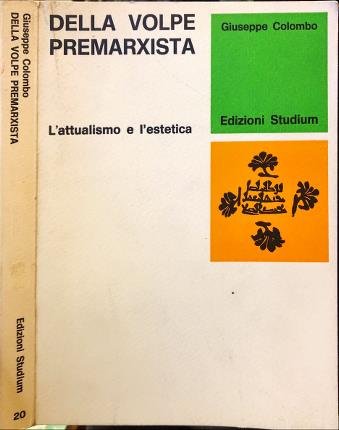 Giuseppe Colombo
DELLA VOLPE PREMARXISTA
Edizioni Studium
20
DELLA VOLPE
PREMARXISTA
L'attualismo e l'estetica
Giuseppe Colombo
Edizioni Studium